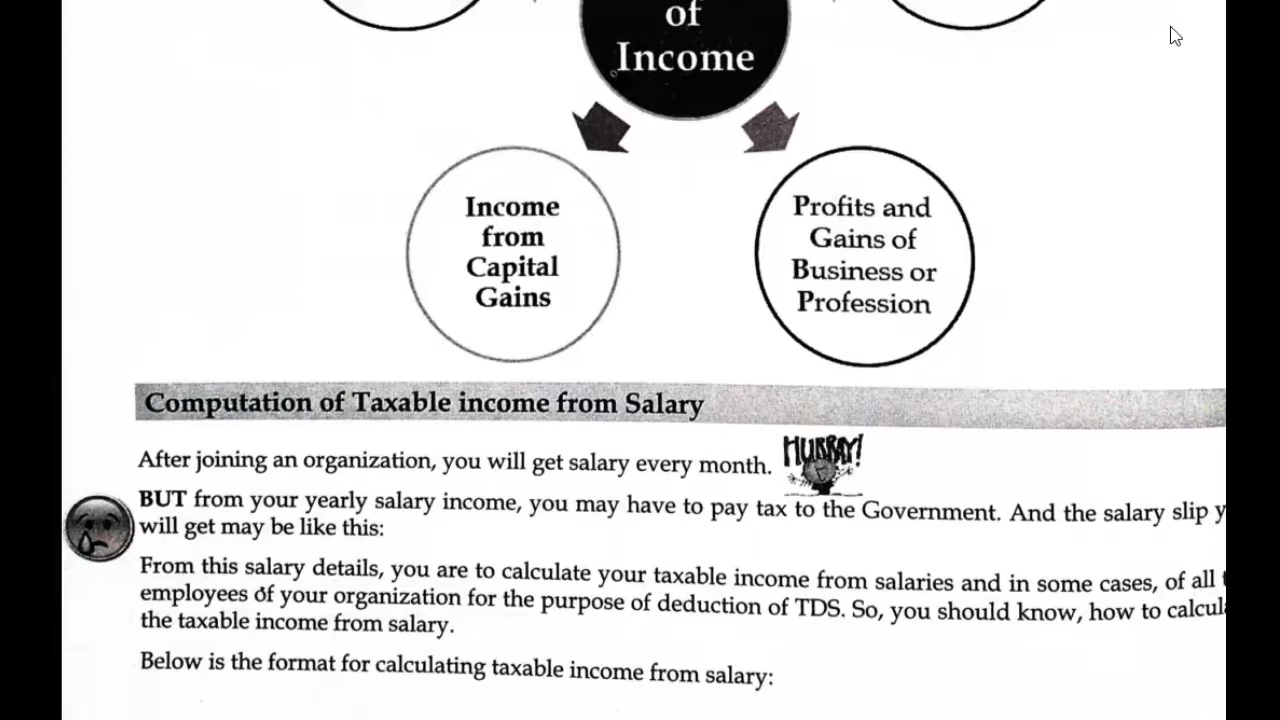 of
Income
Income
from
Capital
Gains
Profits and
Gains of
Business or
Profession
Computation of Taxable income from Salary
After joining an organization, you will get salary every month.
HURRAY!
BUT from your yearly salary income, you may have to pay tax to the Government. And the salary slip y
will get may be like this:
From this salary details, you are to calculate your taxable income from salaries and in some cases, of all t
employees of your organization for the purpose of deduction of TDS. So, you should know, how to calcul
the taxable income from salary.
Below is the format for calculating taxable income from salary: